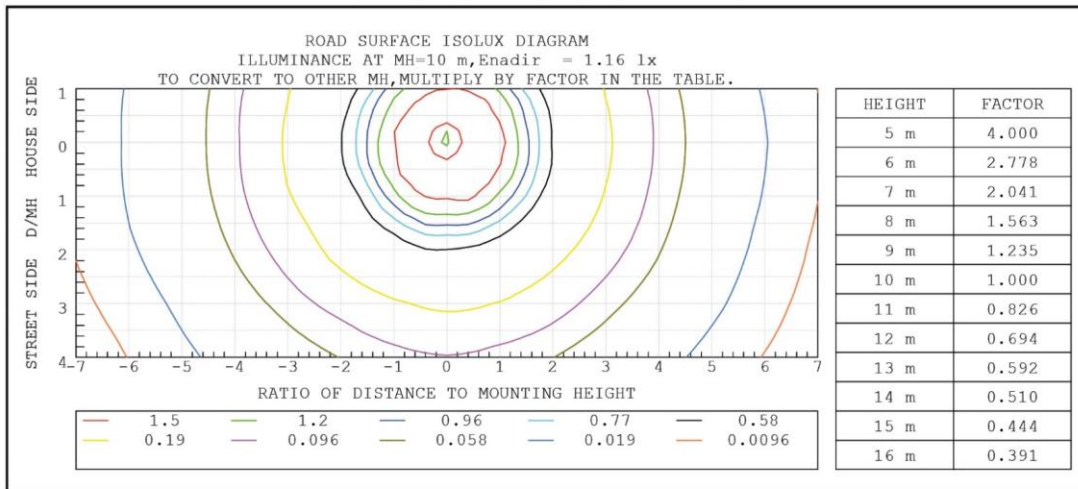 ROAD SURFACE ISOLUX DIAGRAM
ILLUMINANCE AT MH=10 m,Enadir = 1.16 lx
TO CONVERT TO OTHER MH,MULTIPLY BY FACTOR IN THE TABLE.
STREET SIDE D/MH HOUSE SIDE
1
0
1
2
3
4
-7 -6 -5 -4 -3 -2 -1 0 1 2 3 4 5 6 7
RATIO OF DISTANCE TO MOUNTING HEIGHT
1.5 1.2 0.96 0.77 0.58
0.19 0.096 0.058 0.019 0.0096
HEIGHT FACTOR
5 m 4.000
6 m 2.778
7 m 2.041
8 m 1.563
9 m 1.235
10 m 1.000
11 m 0.826
12 m 0.694
13 m 0.592
14 m 0.510
15 m 0.444
16 m 0.391